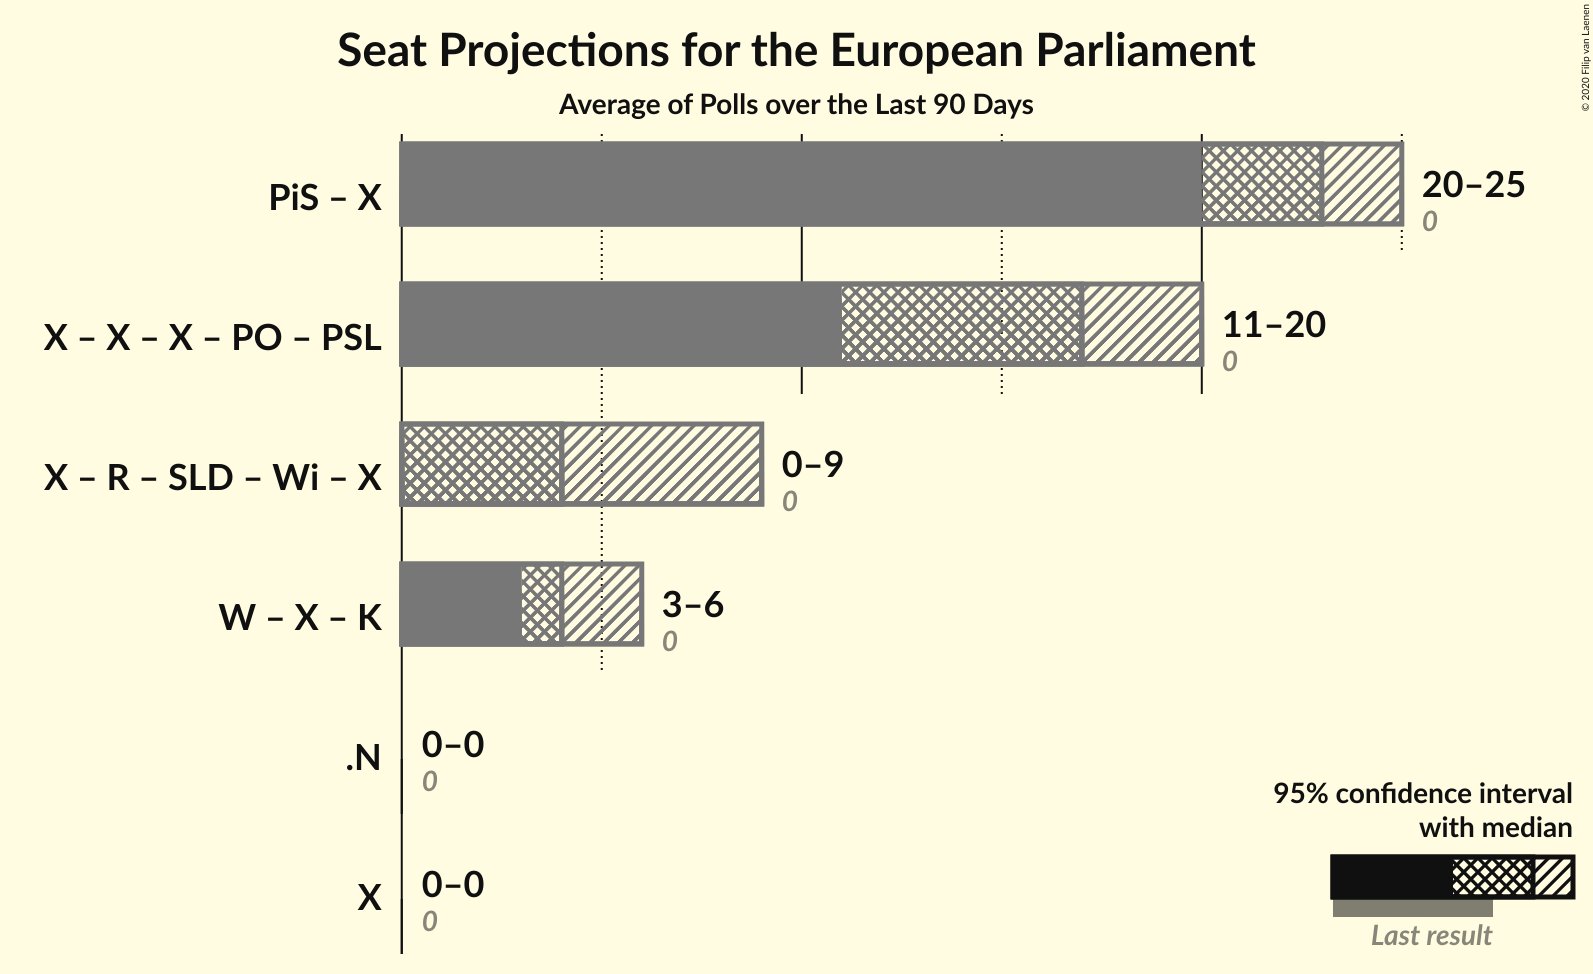 Seat Projections for the European Parliament
Average of Polls over the Last 90 Days
© 2020 Filip van Laenen
PiS – X
20–25
0
X – X – X – PO – PSL
11–20
0
X – R – SLD – Wi – X
0–9
0
W – X – K
3–6
0
.N
0–0
0
X
0–0
0
95% confidence interval
with median
Last result